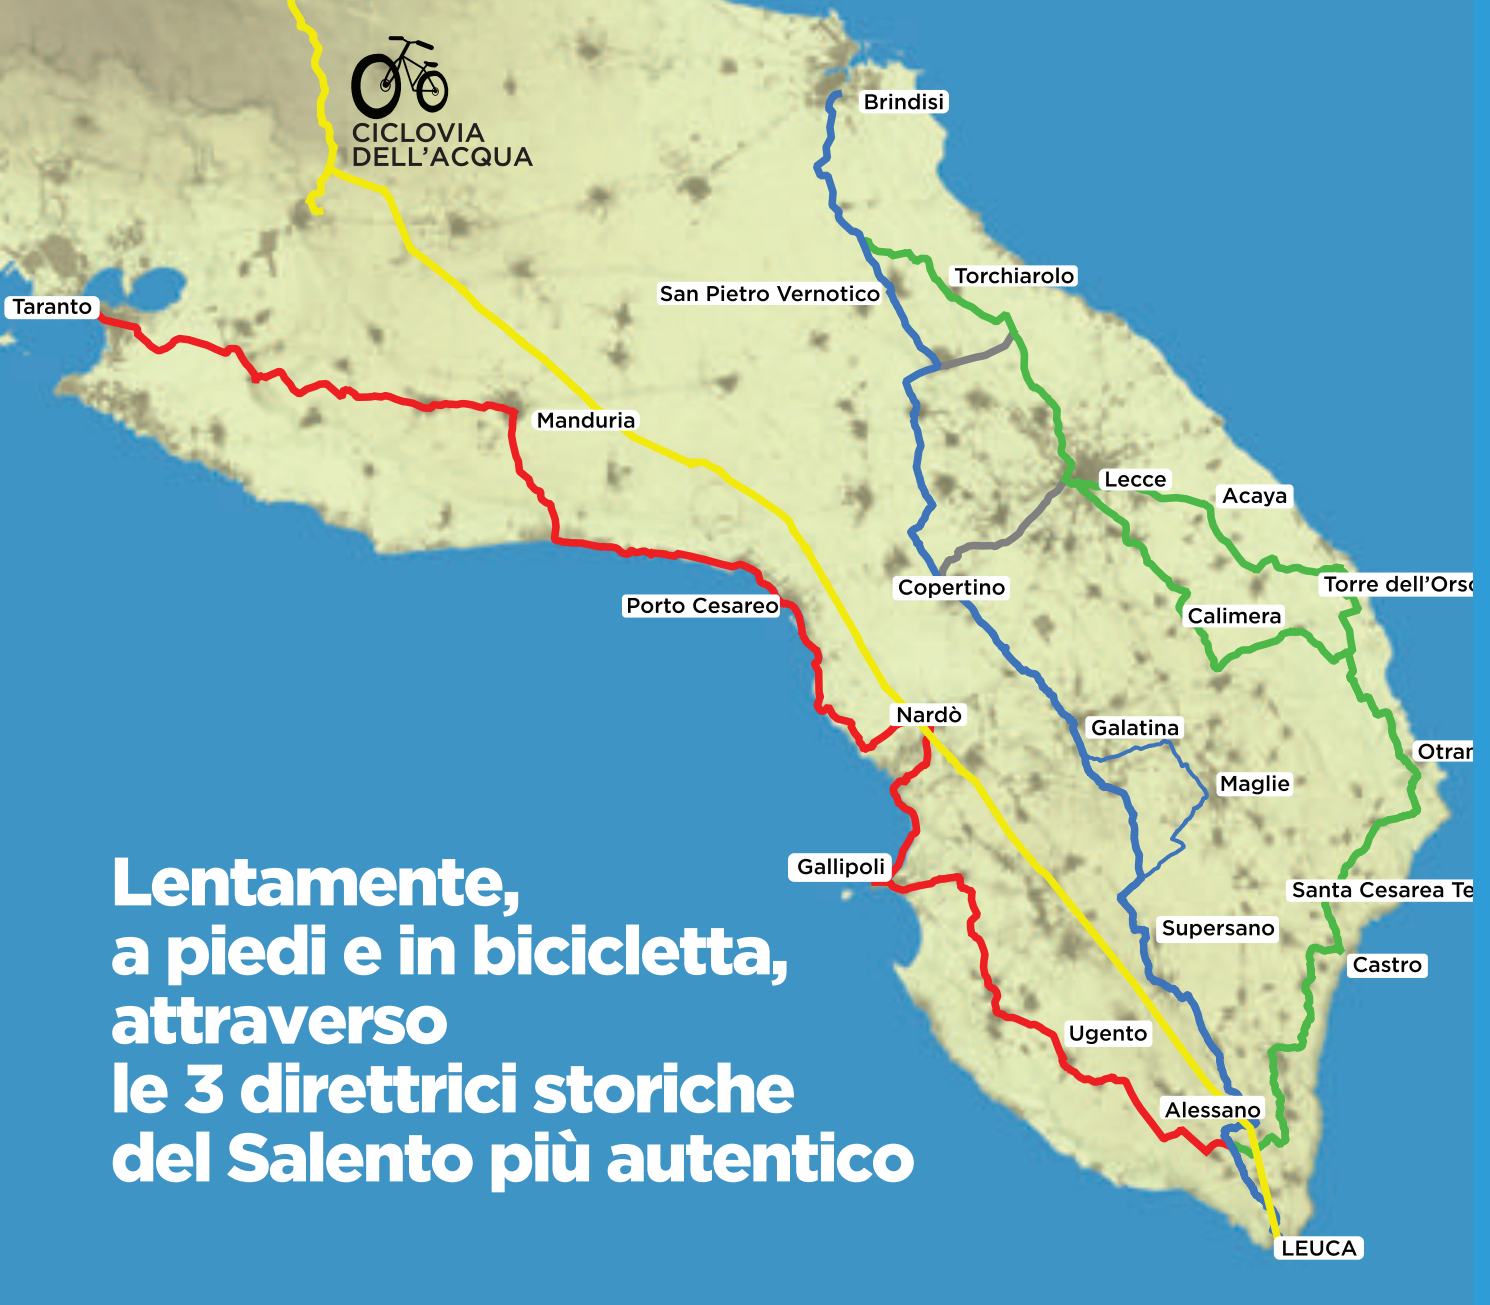 CICLOVIA
DELL'ACQUA
Brindisi
Torchiarolo
San Pietro Vernotico
Taranto
Manduria
Lecce
Acaya
Torre dell'Orso
Copertino
Porto Cesareo
Calimera
Nardò
Galatina
Otran
Maglie
Gallipoli
Santa Cesarea Te
Supersano
Castro
Ugento
Alessano
LEUCA
Lentamente,
a piedi e in bicicletta,
attraverso
le 3 direttrici storiche
del Salento più autentico